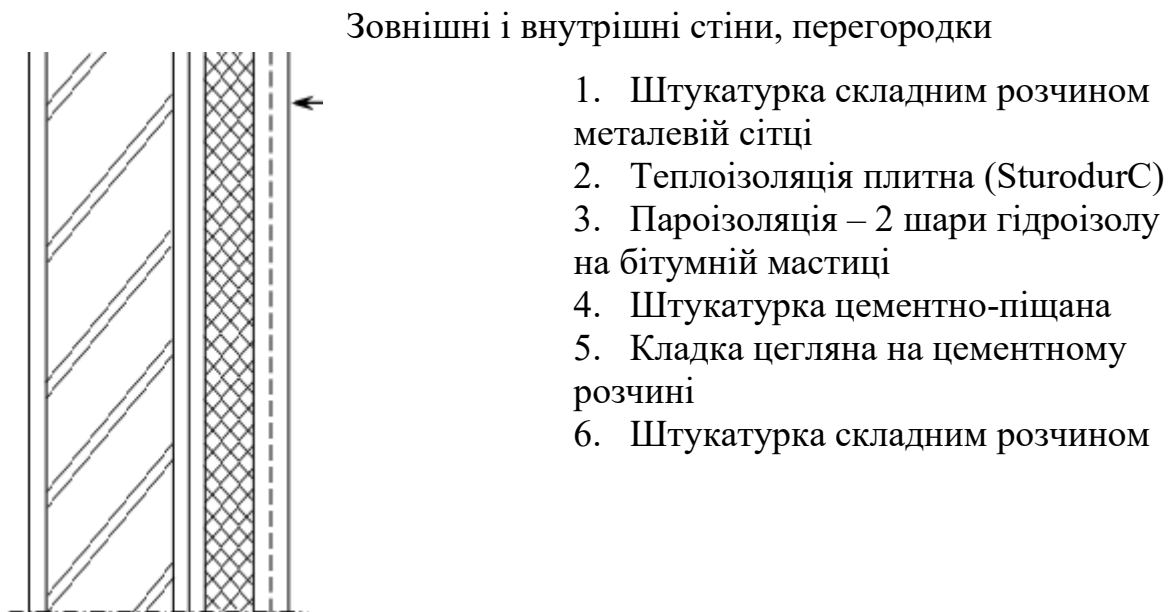 Зовнішні і внутрішні стіни, перегородки
1. Штукатурка складним розчином
металевій сітці
2. Теплоізоляція плитна (SturodurC)
3. Пароізоляція – 2 шари гідроізолу
на бітумній мастиці
4. Штукатурка цементно-піщана
5. Кладка цегляна на цементному
розчині
6. Штукатурка складним розчином